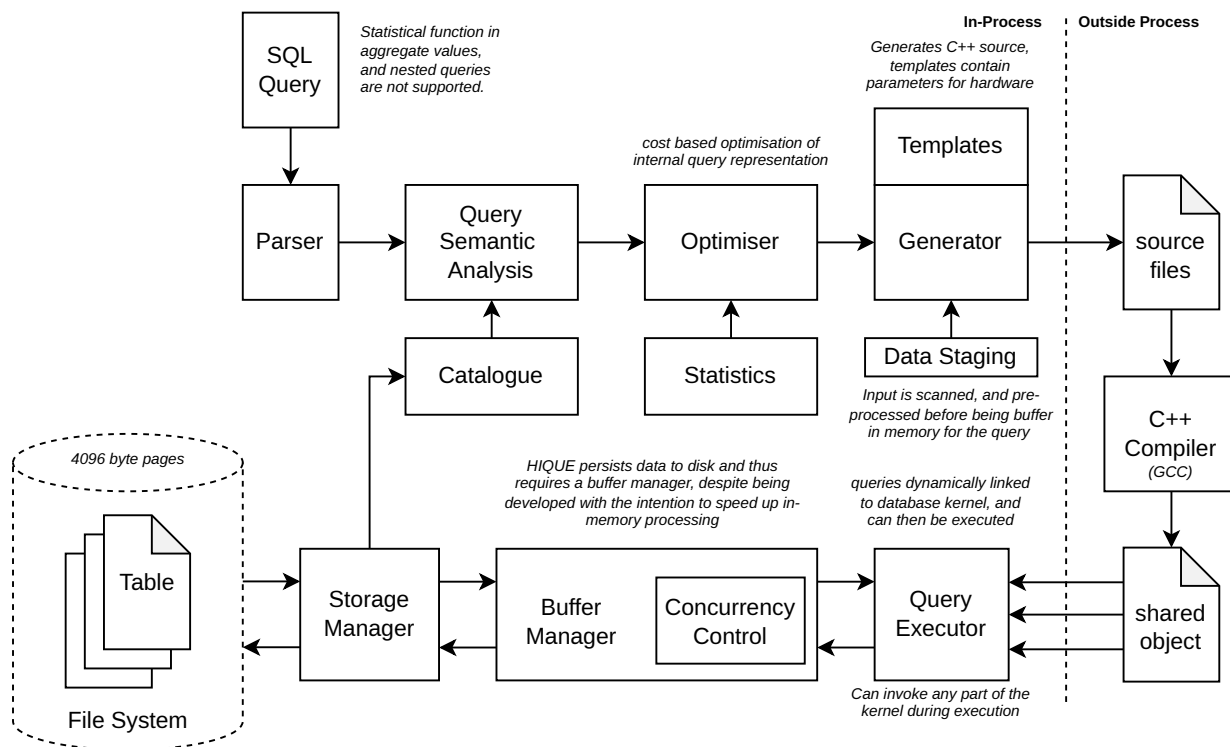 In-Process
Outside Process
SQL
Query
Statistical function in
aggregate values,
and nested queries
are not supported.
Generates C++ source,
templates contain
parameters for hardware
cost based optimisation of
internal query representation
Templates
Parser
Query
Semantic
Analysis
Optimiser
Generator
source
files
Catalogue
Statistics
Data Staging
Input is scanned, and pre-
processed before being buffer
in memory for the query
C++
Compiler
(GCC)
4096 byte pages
HIQUE persists data to disk and thus
requires a buffer manager, despite being
developed with the intention to speed up in-
memory processing
queries dynamically linked
to database kernel, and
can then be executed
Table
File System
Storage
Manager
Buffer
Manager
Concurrency
Control
Query
Executor
shared
object
Can invoke any part of the
kernel during execution